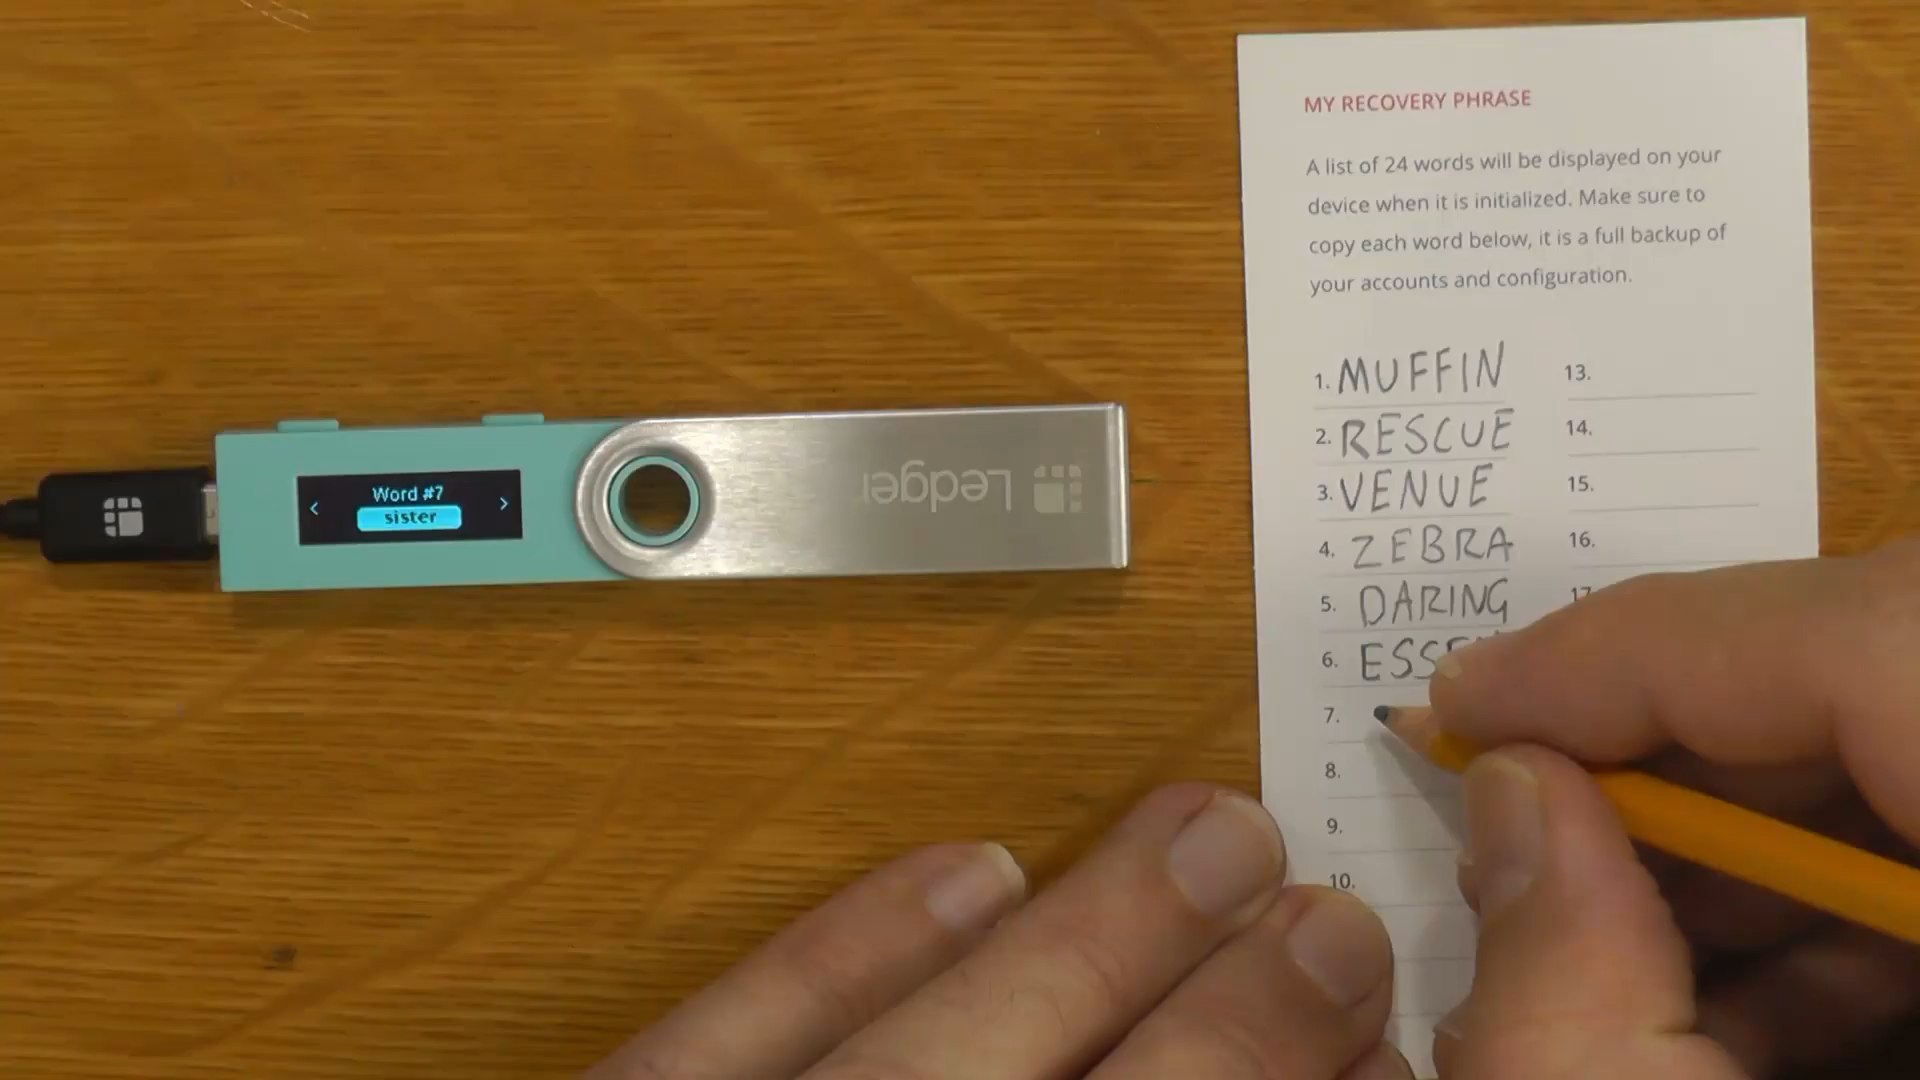 Word #7
sister
Ledger
MY RECOVERY PHRASE
A list of 24 words will be displayed on your
device when it is initialized. Make sure to
copy each word below, it is a full backup of
your accounts and configuration.
1. MUFFIN
2. RESCUE
3. VENUE
4. ZEBRA
5. DARING
6.
7.
8.
9.
10.
13.
14.
15.
16.
17.